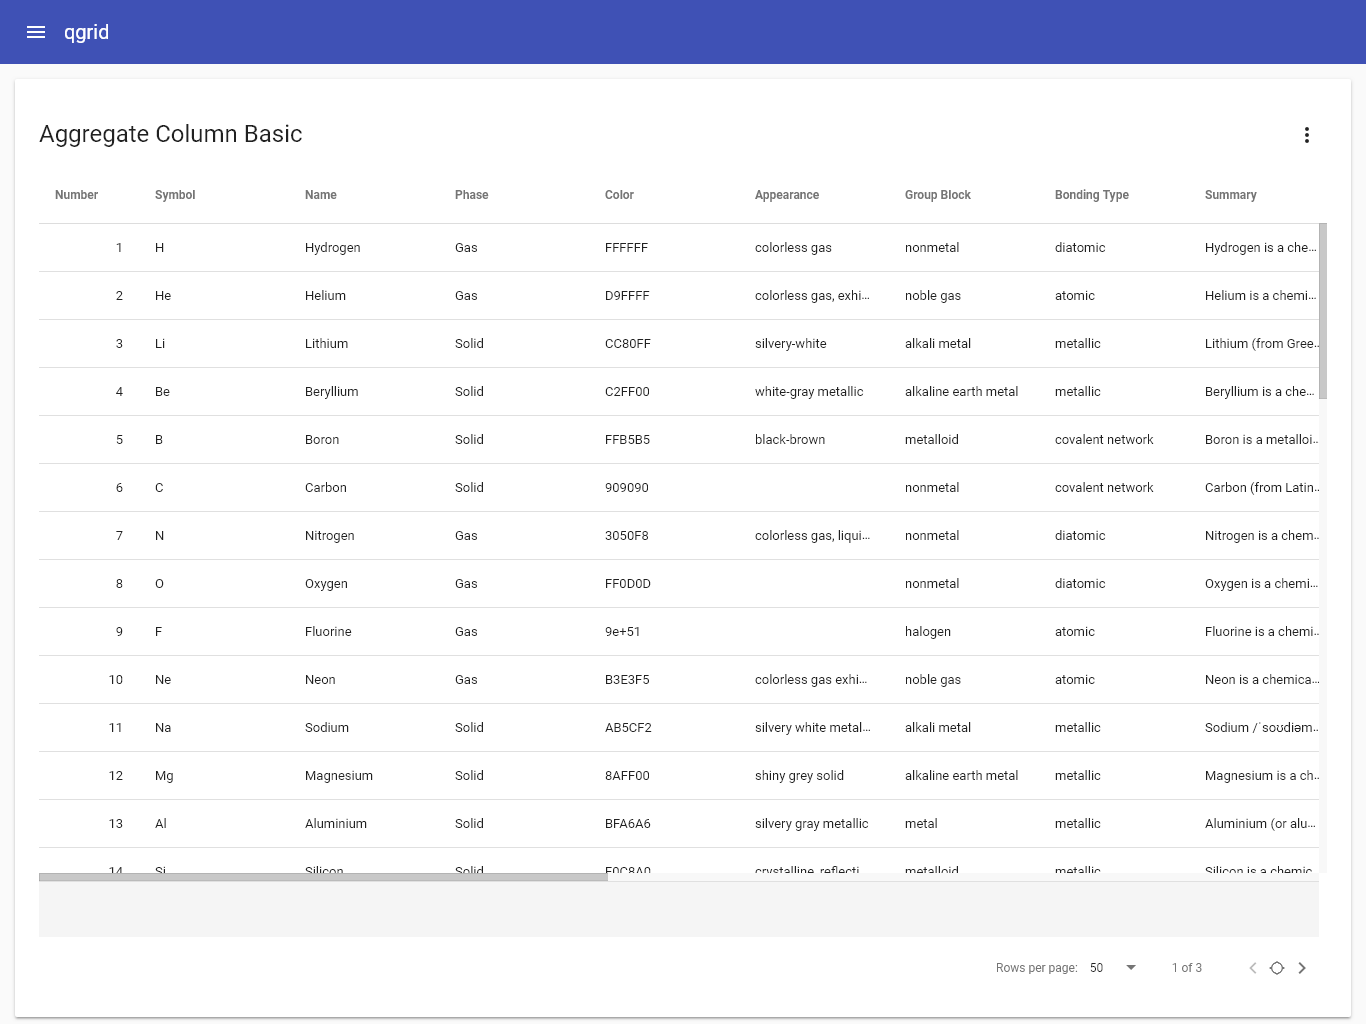 qgrid
Aggregate Column Basic
Number Symbol Name Phase Color Appearance Group Block Bonding Type Summary
1 H Hydrogen Gas FFFFFF colorless gas nonmetal diatomic Hydrogen is a che...
2 He Helium Gas D9FFFF colorless gas, exhi... noble gas atomic Helium is a chemi...
3 Li Lithium Solid CC80FF silvery-white alkali metal metallic Lithium (from Gree...
4 Be Beryllium Solid C2FF00 white-gray metallic alkaline earth metal metallic Beryllium is a che...
5 B Boron Solid FFB5B5 black-brown metalloid covalent network Boron is a metalloi...
6 C Carbon Solid 909090 nonmetal covalent network Carbon (from Latin...
7 N Nitrogen Gas 3050F8 colorless gas, liqui... nonmetal diatomic Nitrogen is a chem...
8 O Oxygen Gas FF0D0D nonmetal diatomic Oxygen is a chemi...
9 F Fluorine Gas 9e+51 halogen atomic Fluorine is a chemi...
10 Ne Neon Gas B3E3F5 colorless gas exhi... noble gas atomic Neon is a chemica...
11 Na Sodium Solid AB5CF2 silvery white metal... alkali metal metallic Sodium /ˈsoʊdiəm...
12 Mg Magnesium Solid 8AFF00 shiny grey solid alkaline earth metal metallic Magnesium is a ch...
13 Al Aluminium Solid BFA6A6 silvery gray metallic metal metallic Aluminium (or alu...
14 Si Silicon Solid F0C8A0 crystalline, reflecti... metalloid metallic Silicon is a chemic...
Rows per page: 50 1 of 3